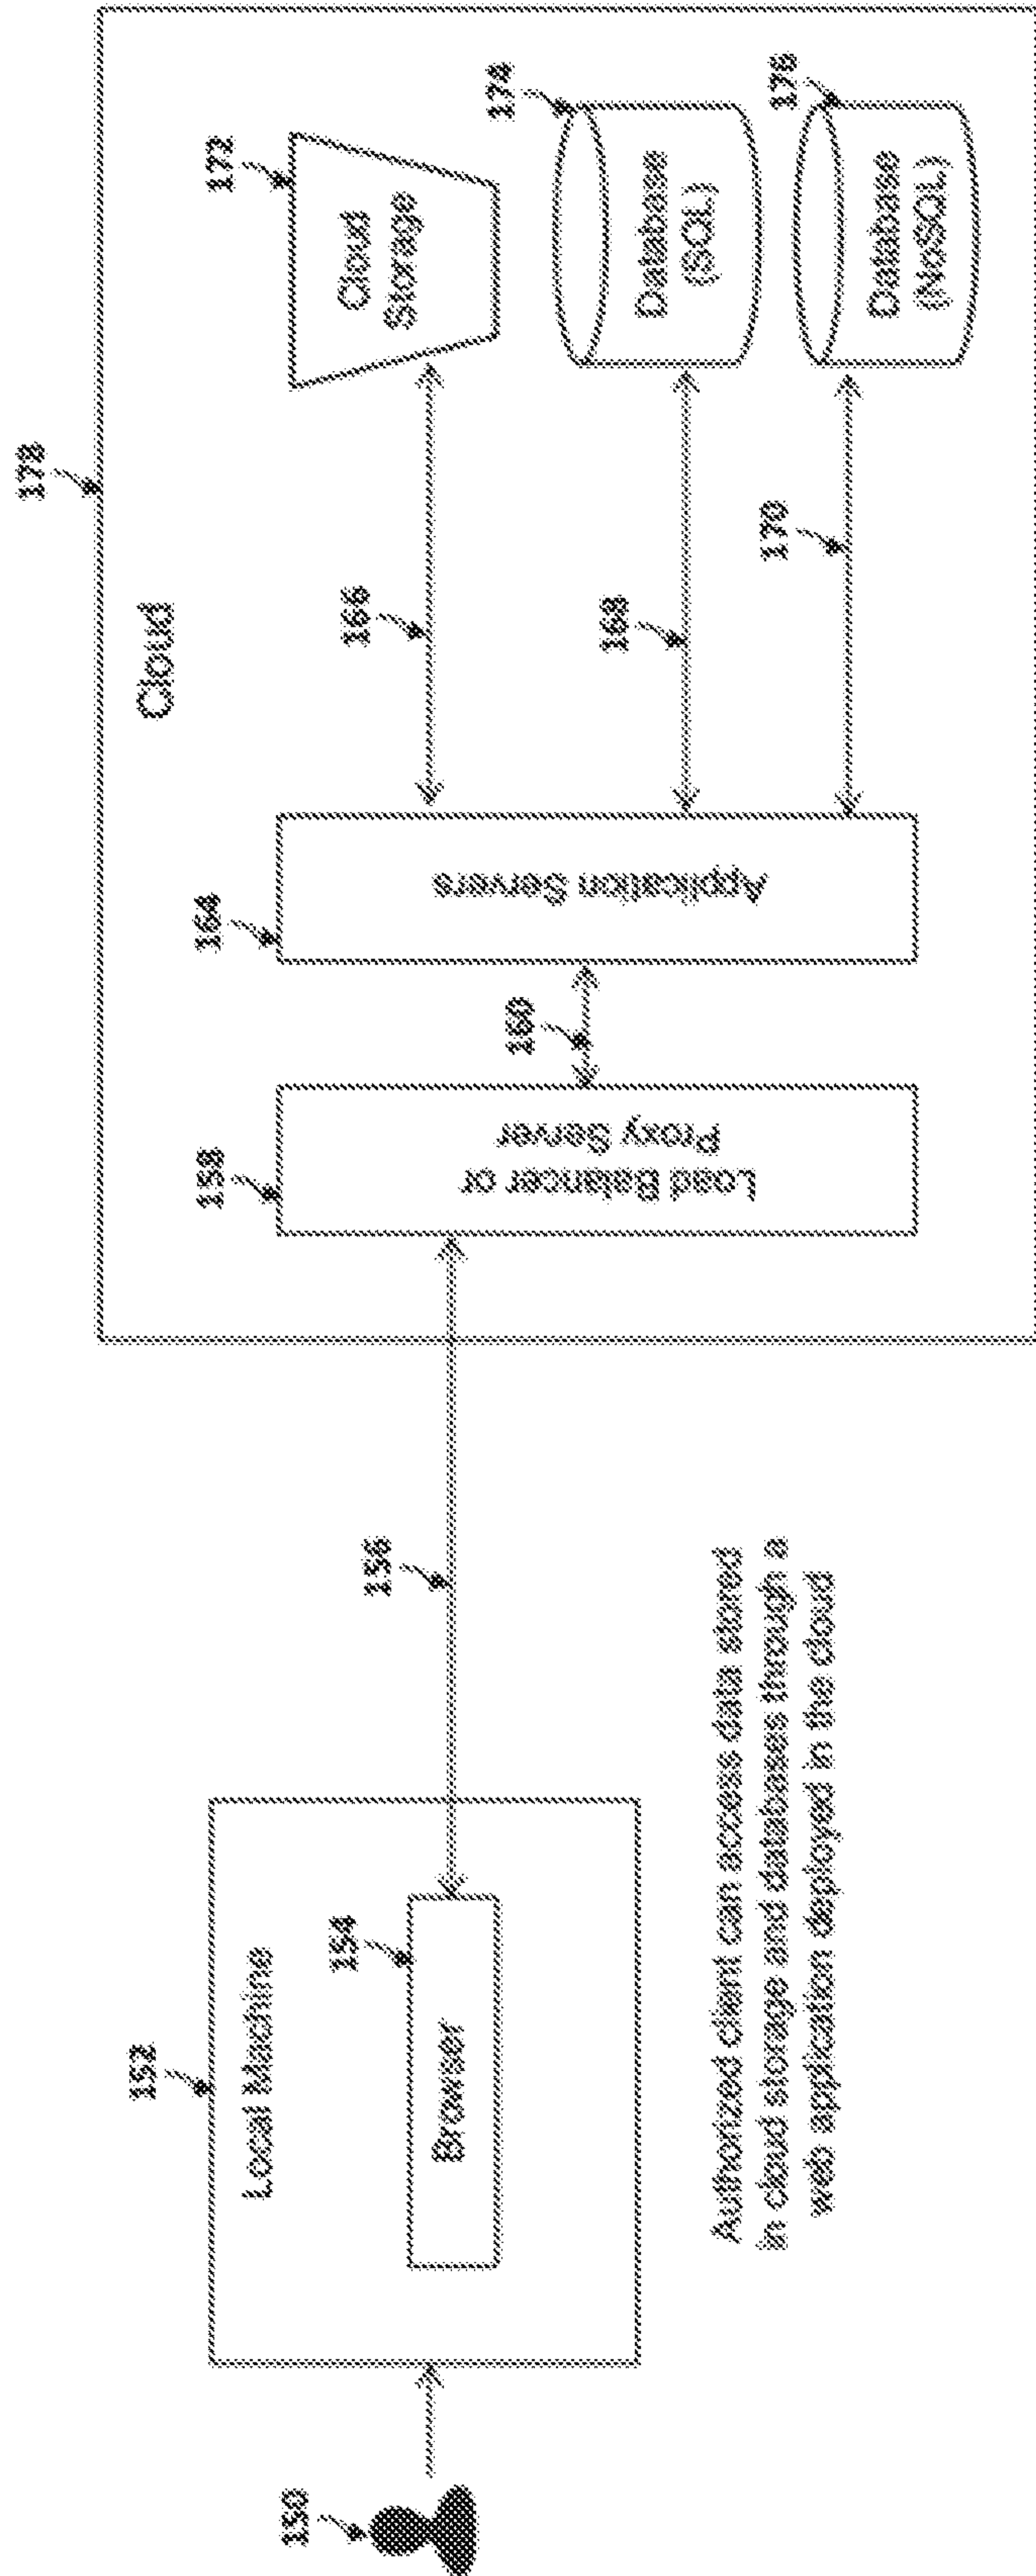 178
Cloud
172
Cloud
Storage
174
Database
(SQL)
176
Database
(NoSQL)
166
168
170
164
Application Servers
160
158
Load Balancer or
Proxy Server
156
152
Local Machine
154
Browser
150
Authorized client can access data stored
in cloud storage and databases through a
web application deployed in the cloud